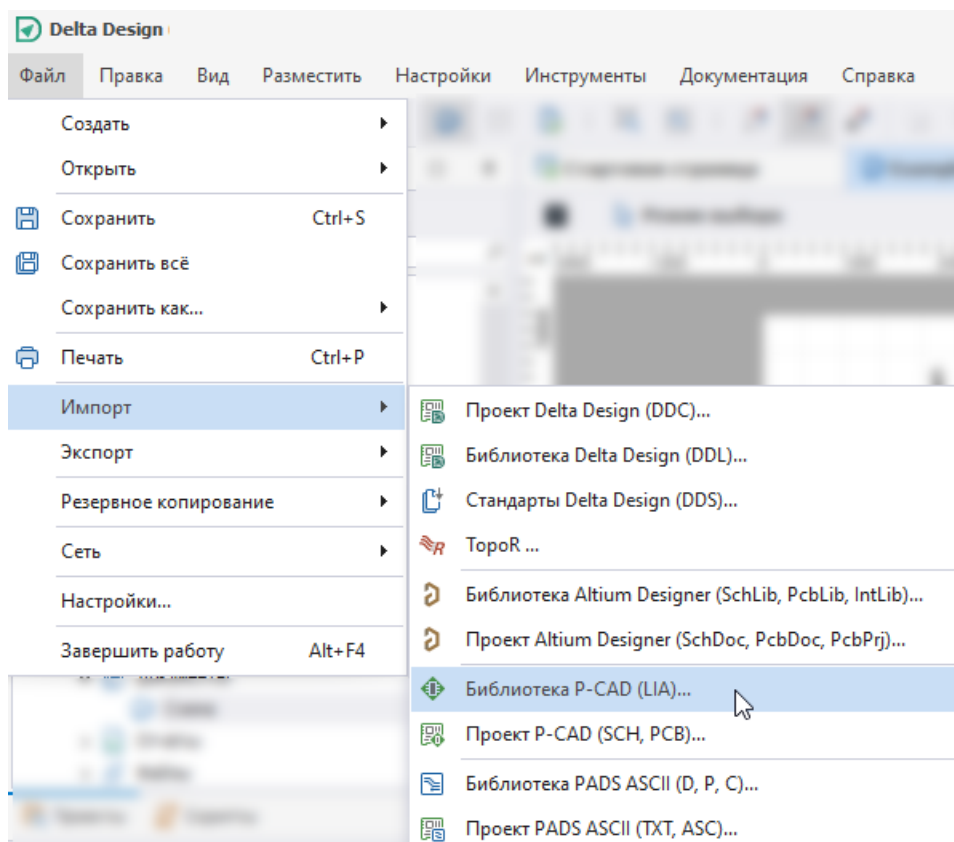 Delta Design
Файл Правка Вид Разместить Настройки Инструменты Документация Справка
Создать
Открыть
Сохранить Ctrl+S
Сохранить всё
Сохранить как...
Печать Ctrl+P
Импорт
Экспорт
Резервное копирование
Сеть
Настройки...
Завершить работу Alt+F4
Проект Delta Design (DDC)...
Библиотека Delta Design (DDL)...
Стандарты Delta Design (DDS)...
TopoR ...
Библиотека Altium Designer (SchLib, PcbLib, IntLib)...
Проект Altium Designer (SchDoc, PcbDoc, PcbPrj)...
Библиотека P-CAD (LIA)...
Проект P-CAD (SCH, PCB)...
Библиотека PADS ASCII (D, P, C)...
Проект PADS ASCII (TXT, ASC)...